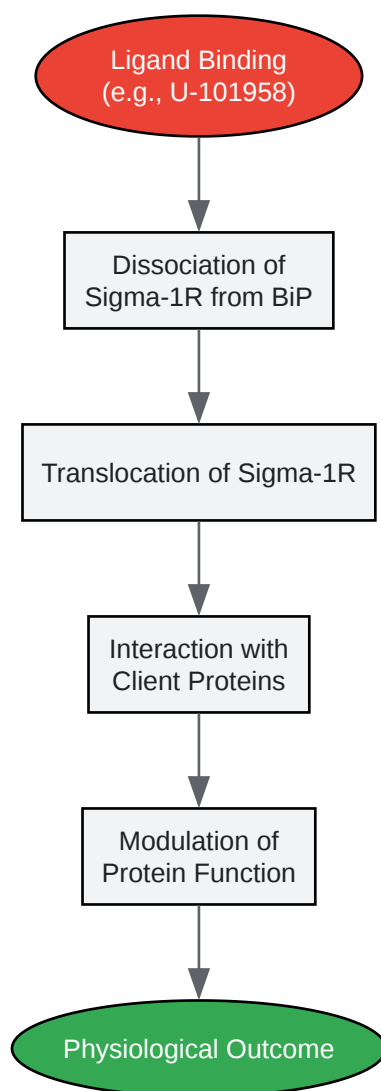 Ligand Binding
(e.g., U-101958)
Dissociation of
Sigma-1R from BiP
Translocation of Sigma-1R
Interaction with
Client Proteins
Modulation of
Protein Function
Physiological Outcome